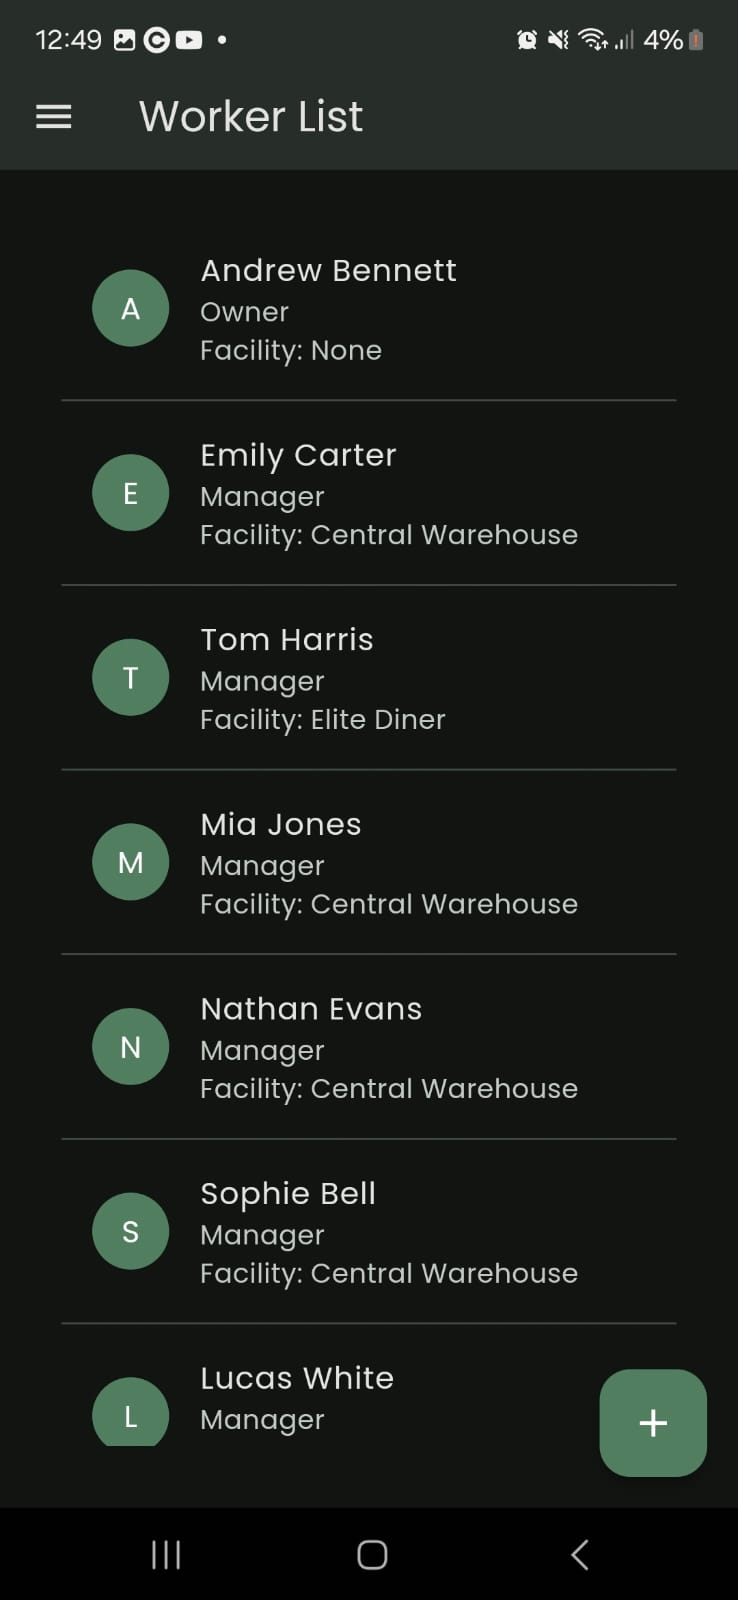 12:49
4%
Worker List
A
Andrew Bennett
Owner
Facility: None
E
Emily Carter
Manager
Facility: Central Warehouse
T
Tom Harris
Manager
Facility: Elite Diner
M
Mia Jones
Manager
Facility: Central Warehouse
N
Nathan Evans
Manager
Facility: Central Warehouse
S
Sophie Bell
Manager
Facility: Central Warehouse
L
Lucas White
Manager
+